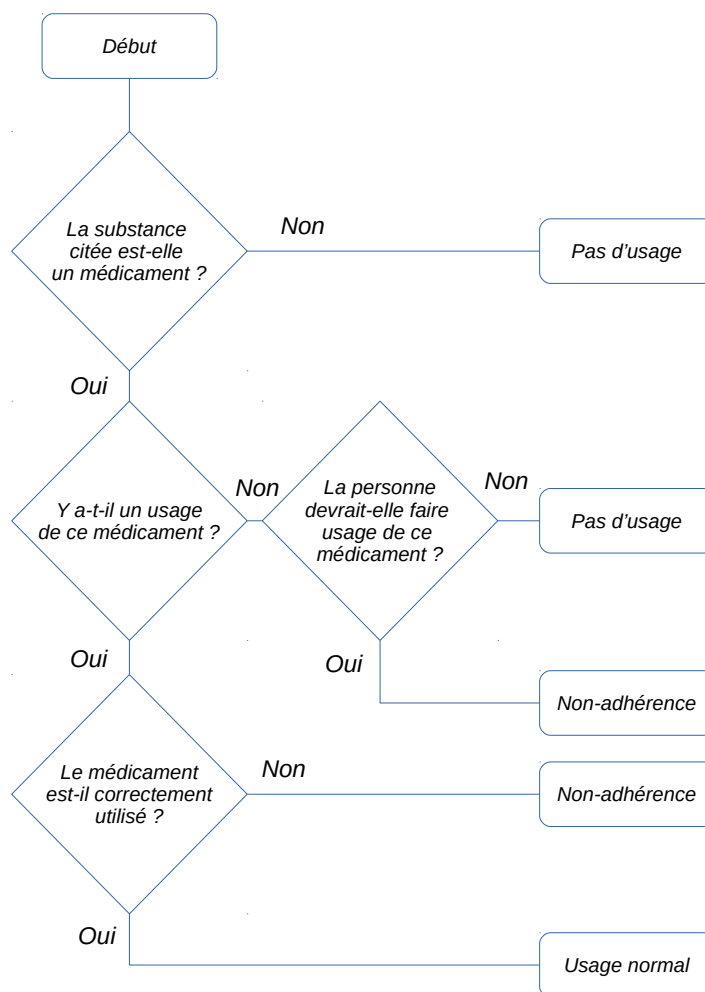 Début
La substance
citée est-elle
un médicament ?
Non
Pas d'usage
Oui
Y a-t-il un usage
de ce médicament ?
Non
La personne
devrait-elle faire
usage de ce
médicament ?
Non
Pas d'usage
Oui
Oui
Non-adhérence
Le médicament
est-il correctement
utilisé ?
Non
Non-adhérence
Oui
Usage normal